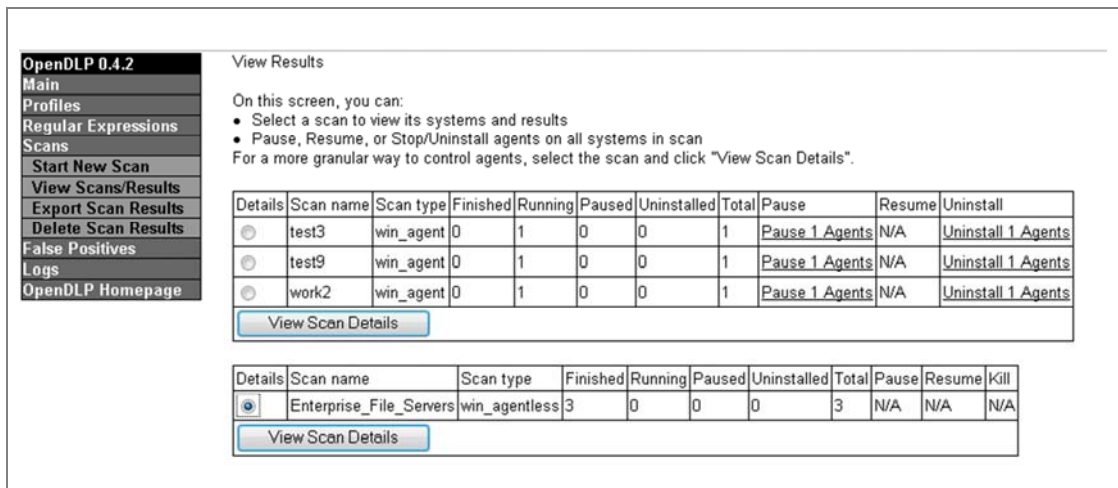 OpenDLP 0.4.2
Main
Profiles
Regular Expressions
Scans
Start New Scan
View Scans/Results
Export Scan Results
Delete Scan Results
False Positives
Logs
OpenDLP Homepage
View Results
On this screen, you can:
• Select a scan to view its systems and results
• Pause, Resume, or Stop/Uninstall agents on all systems in scan
For a more granular way to control agents, select the scan and click "View Scan Details".
Details Scan name Scan type Finished Running Paused Uninstalled Total Pause Resume Uninstall
test3 win_agent 0 1 0 0 1 Pause 1 Agents N/A Uninstall 1 Agents
test9 win_agent 0 1 0 0 1 Pause 1 Agents N/A Uninstall 1 Agents
work2 win_agent 0 1 0 0 1 Pause 1 Agents N/A Uninstall 1 Agents
View Scan Details
Details Scan name Scan type Finished Running Paused Uninstalled Total Pause Resume Kill
Enterprise_File_Servers win_agentless 3 0 0 0 3 N/A N/A N/A
View Scan Details